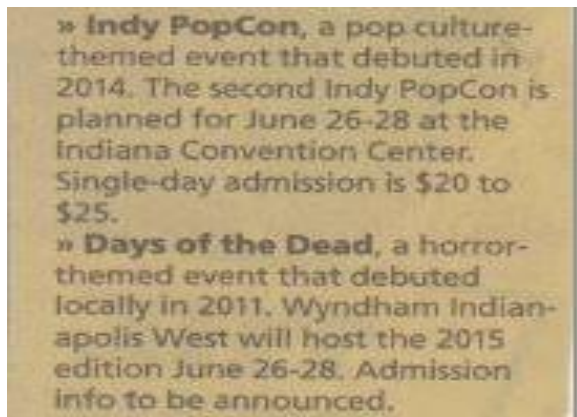 » Indy PopCon, a pop culture-
themed event that debuted in
2014. The second Indy PopCon is
planned for June 26-28 at the
Indiana Convention Center.
Single-day admission is $20 to
$25.
» Days of the Dead, a horror-
themed event that debuted
locally in 2011. Wyndham Indian-
apolis West will host the 2015
edition June 26-28. Admission
info to be announced.